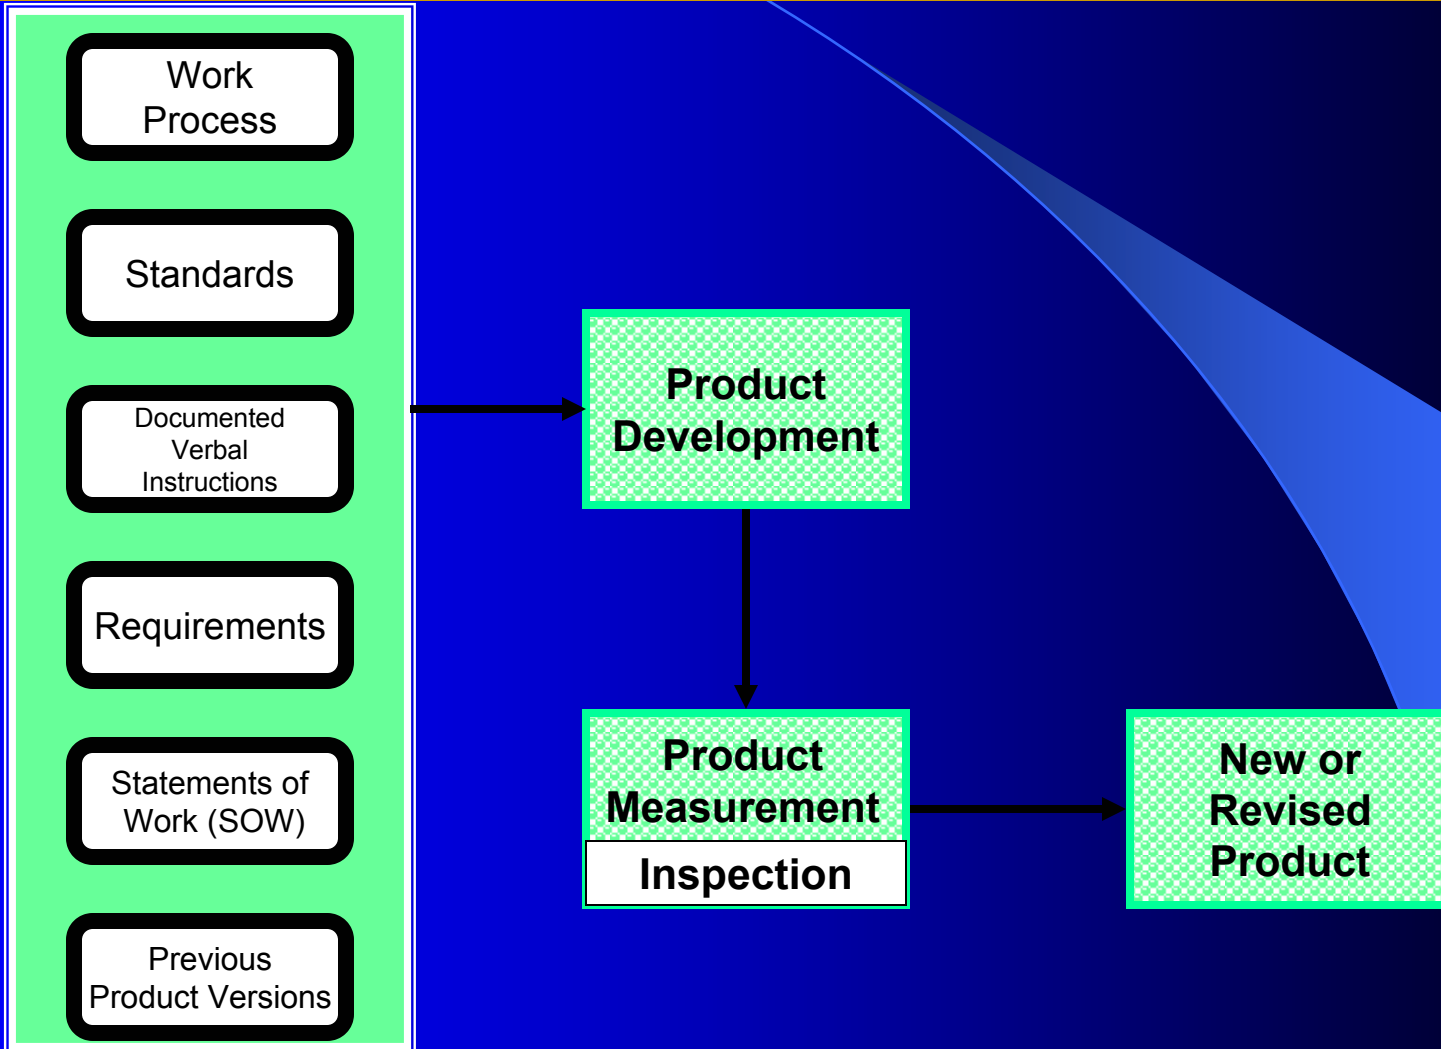 Work
Process
Standards
Documented
Verbal
Instructions
Requirements
Statements of
Work (SOW)
Previous
Product Versions
Product
Development
Product
Measurement
Inspection
New or
Revised
Product